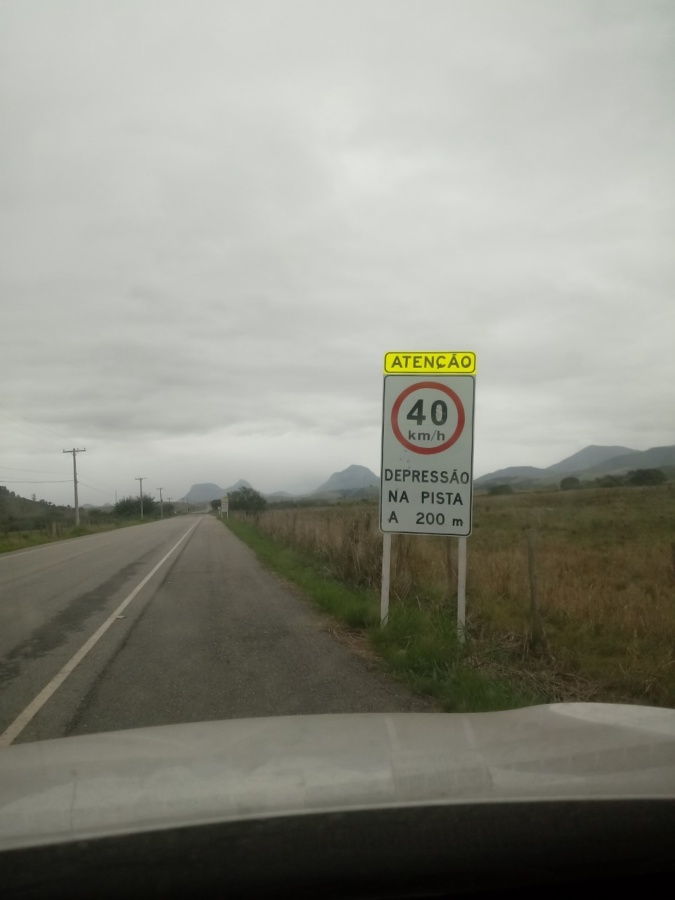 ATENÇÃO
40
km/h
DEPRESSÃO
NA PISTA
A 200 m